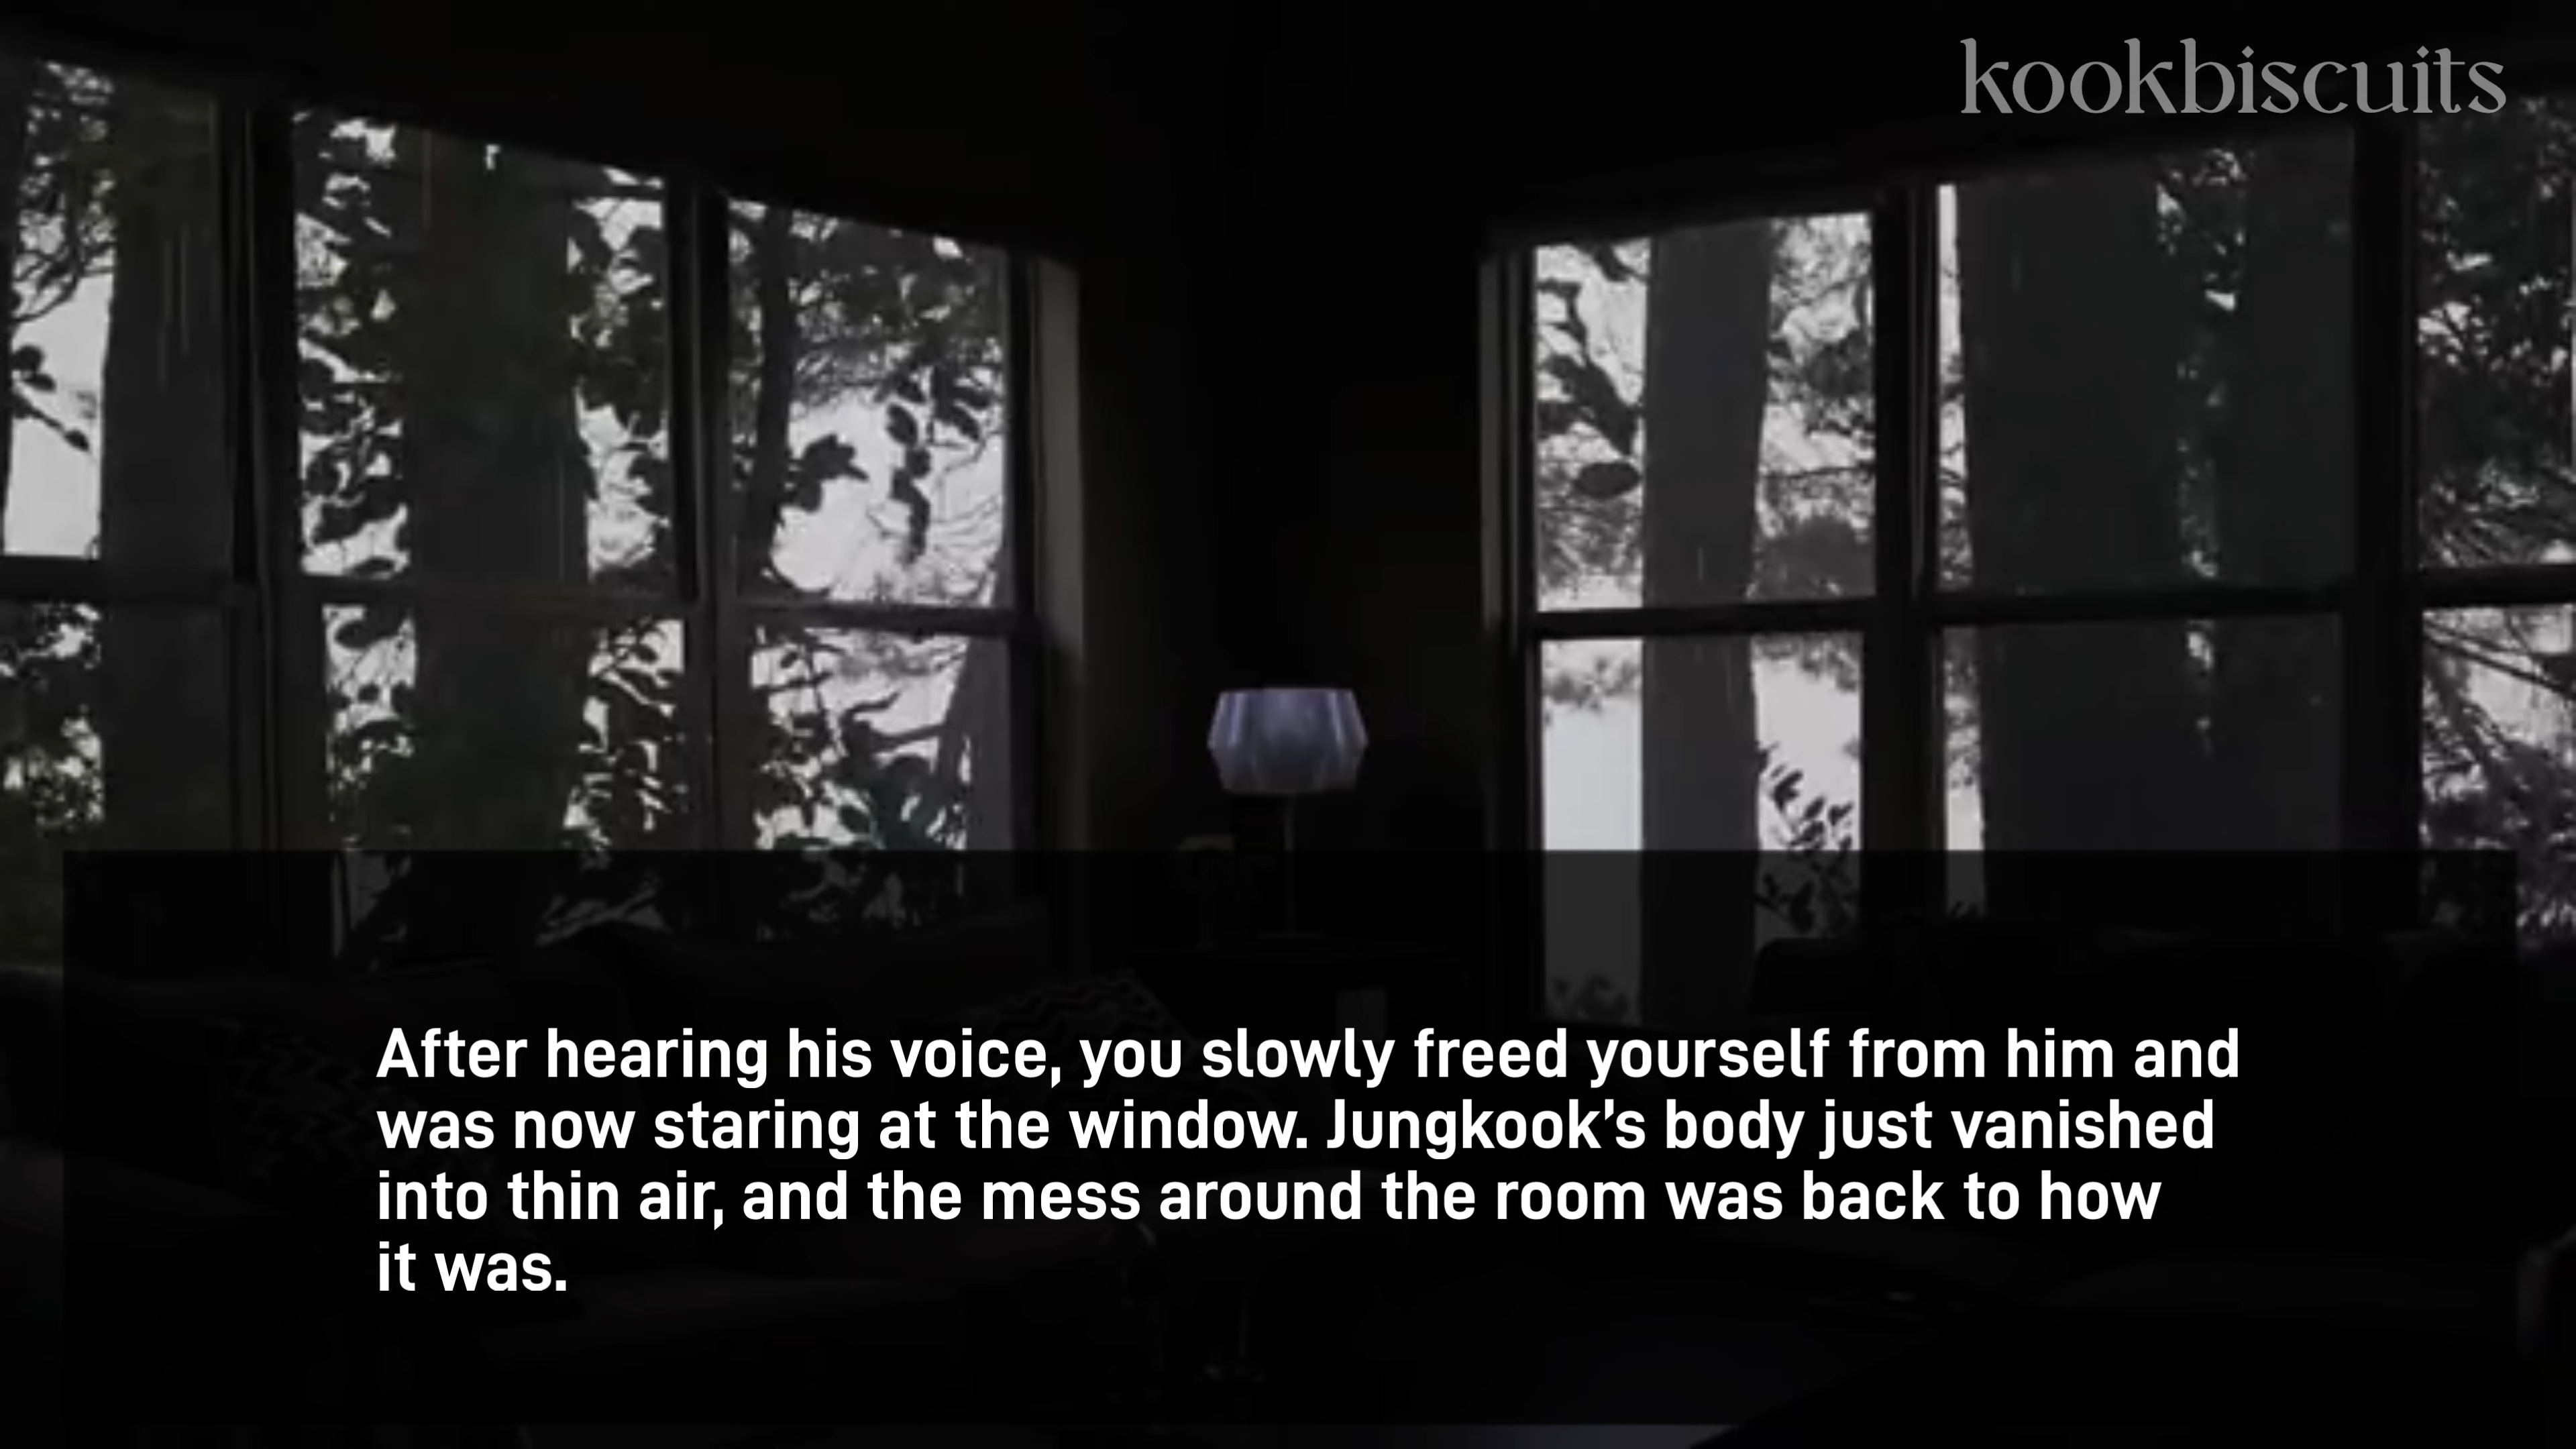 kookbiscuits
After hearing his voice, you slowly freed yourself from him and
was now staring at the window. Jungkook’s body just vanished
into thin air, and the mess around the room was back to how
it was.